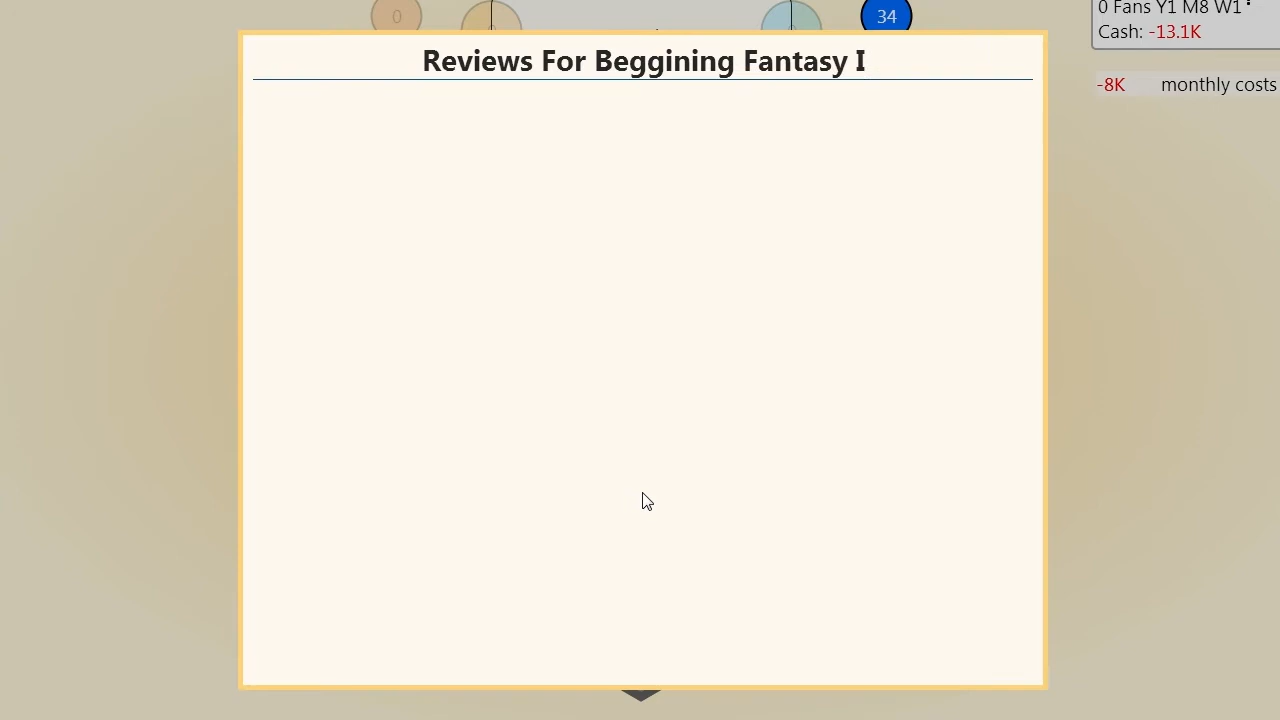 0
34
0 Fans Y1 M8 W1
Cash: -13.1K
Reviews For Beggining Fantasy I
-8K monthly costs